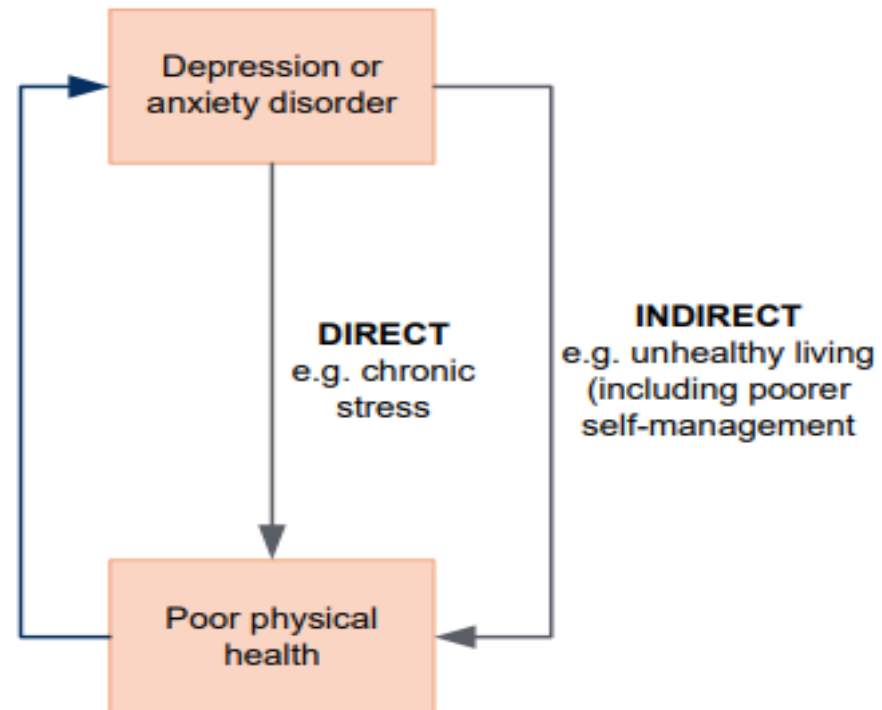 Depression or
anxiety disorder
DIRECT
e.g. chronic
stress
INDIRECT
e.g. unhealthy living
(including poorer
self-management
Poor physical
health